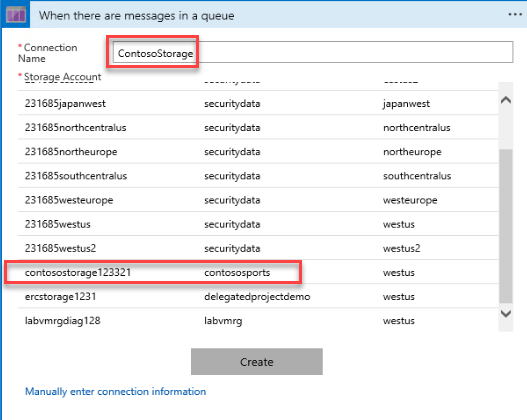 When there are messages in a queue ...
* Connection Name ContosoStorage
* Storage Account
231685japanwest securitydata japanwest
231685northcentralus securitydata northcentralus
231685northeurope securitydata northeurope
231685southcentralus securitydata southcentralus
231685westeurope securitydata westeurope
231685westus securitydata westus
231685westus2 securitydata westus2
contosostorage123321 contososports westus
ercstorage1231 delegatedprojectdemo westus
labvmrgdiag128 labvmrg westus
Create
Manually enter connection information